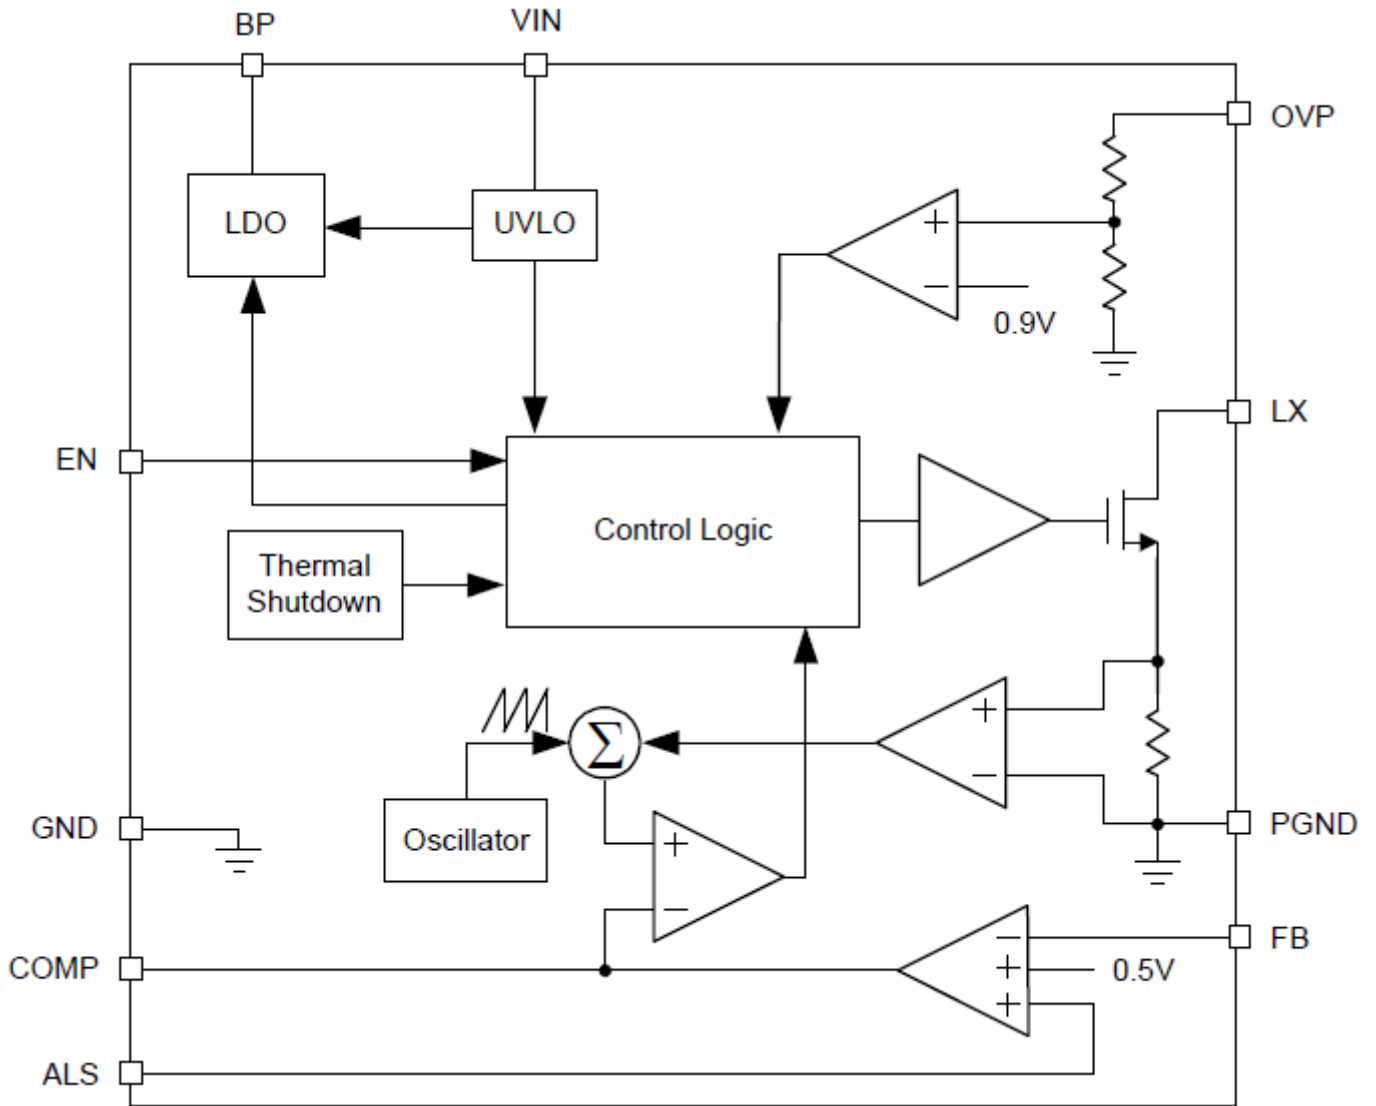 BP
VIN
OVP
LDO
UVLO
+
−
0.9V
LX
EN
Control Logic
Thermal
Shutdown
+
−
Σ
GND
Oscillator
+
−
PGND
COMP
−
FB
+
0.5V
+
ALS